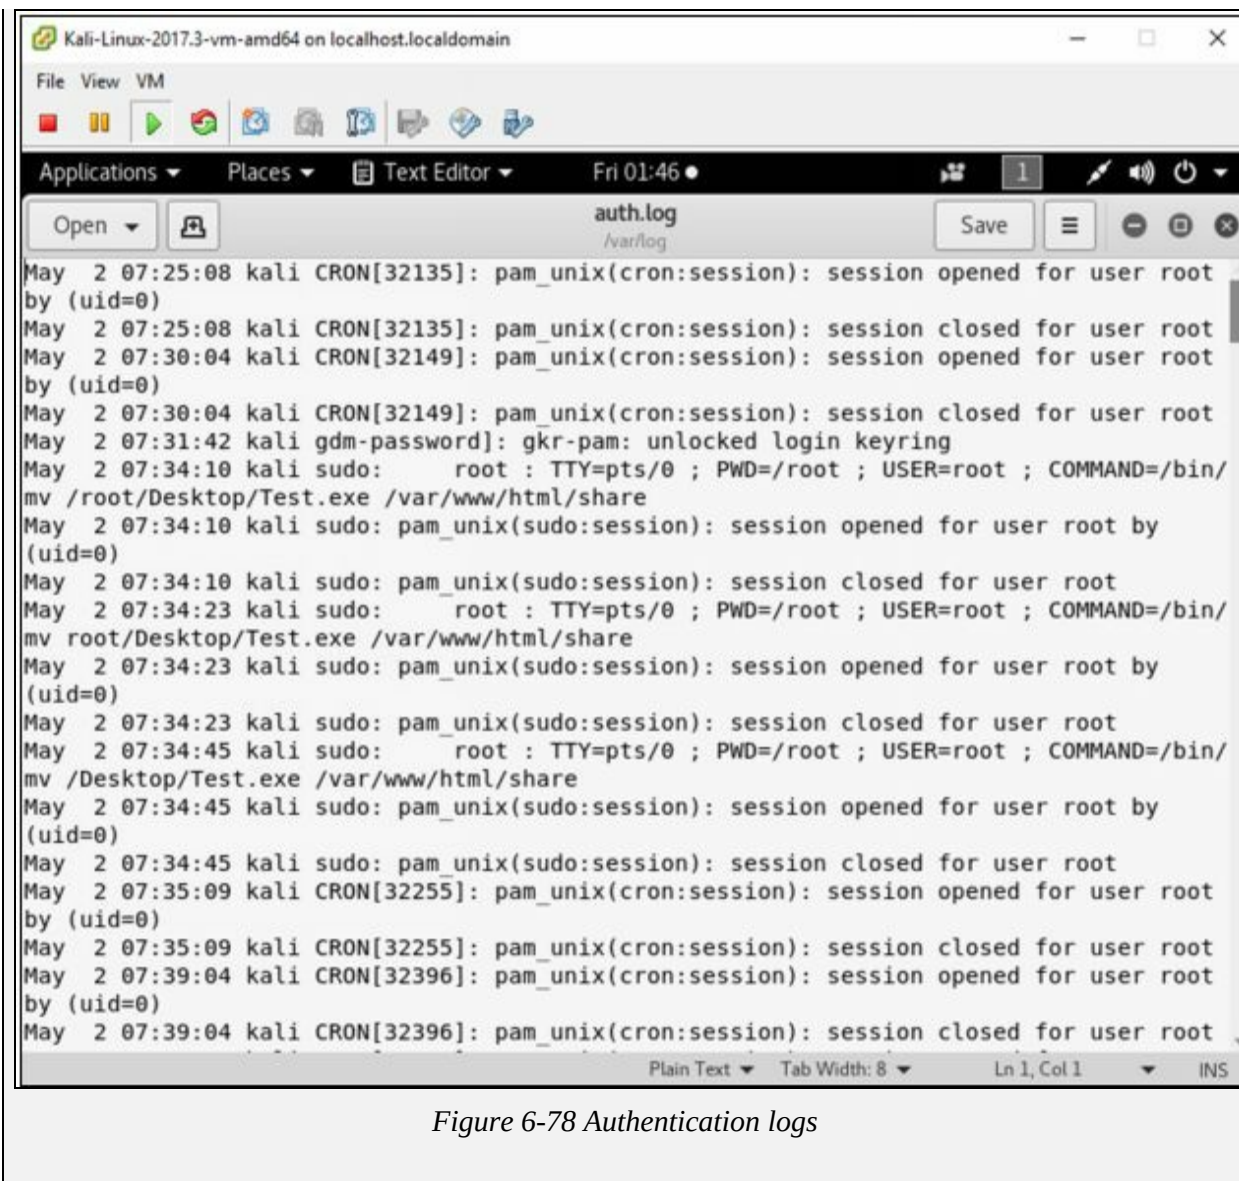 Kali-Linux-2017.3-vm-amd64 on localhost.localdomain
File View VM
Applications Places Text Editor Fri 01:46 1
Open auth.log Save
/var/log
May  2 07:25:08 kali CRON[32135]: pam_unix(cron:session): session opened for user root
by (uid=0)
May  2 07:25:08 kali CRON[32135]: pam_unix(cron:session): session closed for user root
May  2 07:30:04 kali CRON[32149]: pam_unix(cron:session): session opened for user root
by (uid=0)
May  2 07:30:04 kali CRON[32149]: pam_unix(cron:session): session closed for user root
May  2 07:31:42 kali gdm-password]: gkr-pam: unlocked login keyring
May  2 07:34:10 kali sudo:     root : TTY=pts/0 ; PWD=/root ; USER=root ; COMMAND=/bin/
mv /root/Desktop/Test.exe /var/www/html/share
May  2 07:34:10 kali sudo: pam_unix(sudo:session): session opened for user root by
(uid=0)
May  2 07:34:10 kali sudo: pam_unix(sudo:session): session closed for user root
May  2 07:34:23 kali sudo:     root : TTY=pts/0 ; PWD=/root ; USER=root ; COMMAND=/bin/
mv root/Desktop/Test.exe /var/www/html/share
May  2 07:34:23 kali sudo: pam_unix(sudo:session): session opened for user root by
(uid=0)
May  2 07:34:23 kali sudo: pam_unix(sudo:session): session closed for user root
May  2 07:34:45 kali sudo:     root : TTY=pts/0 ; PWD=/root ; USER=root ; COMMAND=/bin/
mv /Desktop/Test.exe /var/www/html/share
May  2 07:34:45 kali sudo: pam_unix(sudo:session): session opened for user root by
(uid=0)
May  2 07:34:45 kali sudo: pam_unix(sudo:session): session closed for user root
May  2 07:35:09 kali CRON[32255]: pam_unix(cron:session): session opened for user root
by (uid=0)
May  2 07:35:09 kali CRON[32255]: pam_unix(cron:session): session closed for user root
May  2 07:39:04 kali CRON[32396]: pam_unix(cron:session): session opened for user root
by (uid=0)
May  2 07:39:04 kali CRON[32396]: pam_unix(cron:session): session closed for user root
Plain Text Tab Width: 8 Ln 1, Col 1 INS
Figure 6-78 Authentication logs